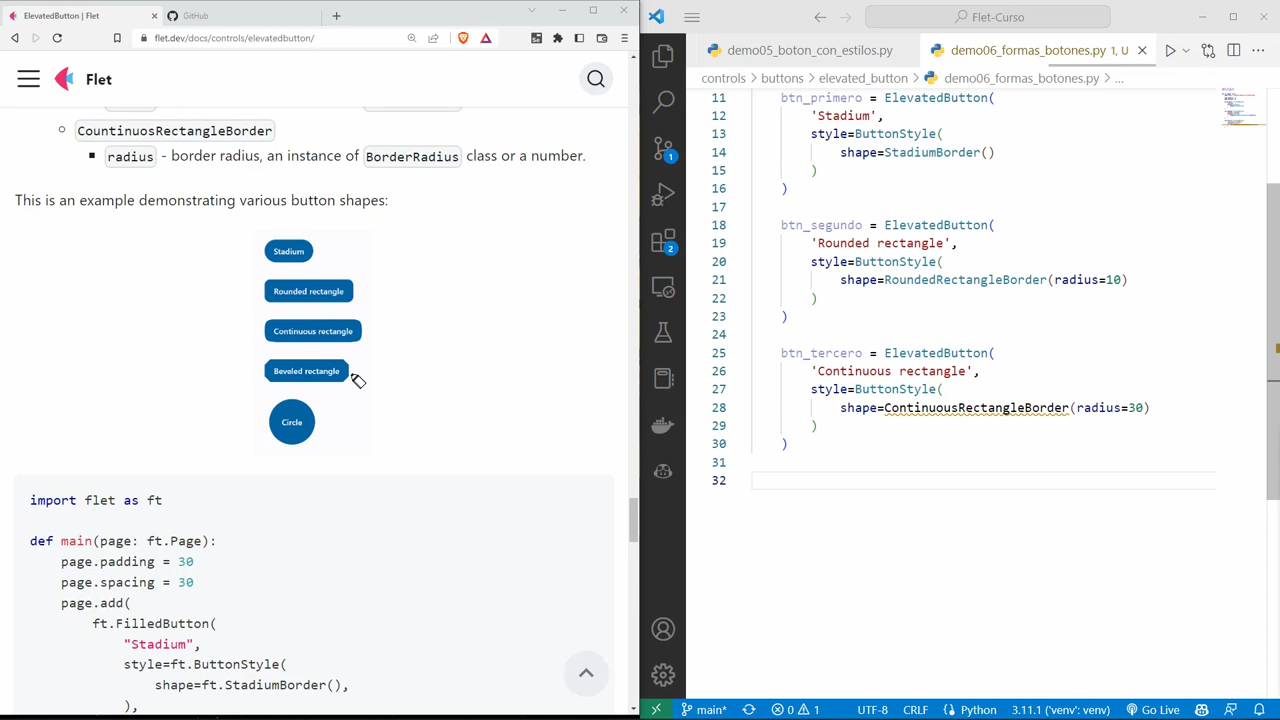 ElevatedButton | Flet
GitHub
flet.dev/docs/controls/elevatedbutton/
Flet
CountinuosRectangleBorder
radius - border radius, an instance of BorderRadius class or a number.
This is an example demonstrating various button shapes:
Stadium
Rounded rectangle
Continuous rectangle
Beveled rectangle
Circle
import flet as ft
def main(page: ft.Page):
page.padding = 30
page.spacing = 30
page.add(
ft.FilledButton(
"Stadium",
style=ft.ButtonStyle(
shape=ft.StadiumBorder(),
),
Flet-Curso
demo05_boton_con_estilos.py
demo06_formas_botones.py 1, U
controls > buttons > elevated_button > demo06_formas_botones.py > ...
11 btn_primero = ElevatedButton(
12 'Stadium',
13 style=ButtonStyle(
14 shape=StadiumBorder()
15 )
16 )
17
18 btn_segundo = ElevatedButton(
19 'Rounded rectangle',
20 style=ButtonStyle(
21 shape=RoundedRectangleBorder(radius=10)
22 )
23 )
24
25 btn_tercero = ElevatedButton(
26 'Continuous rectangle',
27 style=ButtonStyle(
28 shape=ContinuousRectangleBorder(radius=30)
29 )
30 )
31
32
1
2
main* 0 1 UTF-8 CRLF Python 3.11.1 ('venv': venv) Go Live